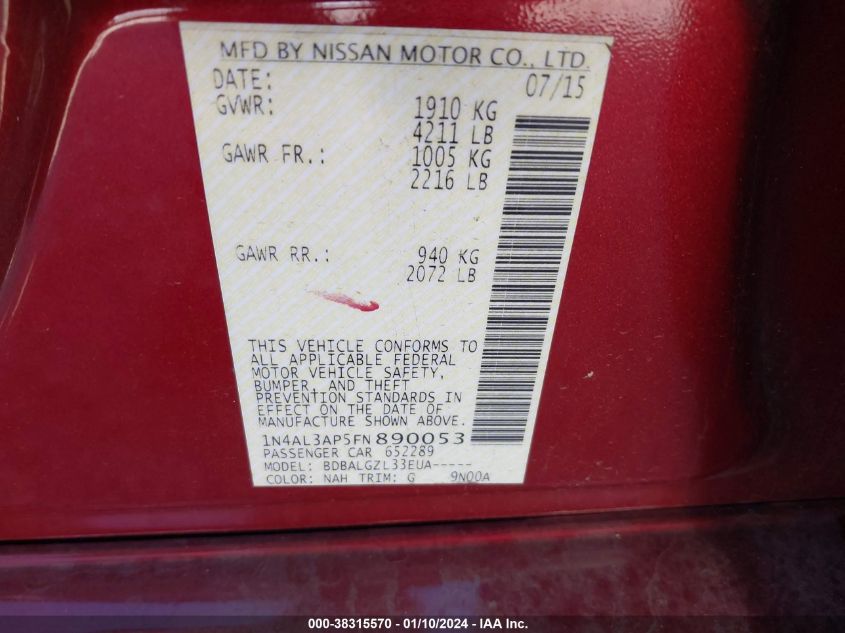 MFD BY NISSAN MOTOR CO., LTD.
DATE: 07/15
GVWR: 1910 KG
4211 LB
GAWR FR.: 1005 KG
2216 LB
GAWR RR.: 940 KG
2072 LB
THIS VEHICLE CONFORMS TO
ALL APPLICABLE FEDERAL
MOTOR VEHICLE SAFETY,
BUMPER, AND THEFT
PREVENTION STANDARDS IN
EFFECT ON THE DATE OF
MANUFACTURE SHOWN ABOVE.
1N4AL3AP5FN890053
PASSENGER CAR 652289
MODEL: BDBALGZL33EUA-----
COLOR: NAH TRIM: G 9N00A
000-38315570 - 01/10/2024 - IAA Inc.